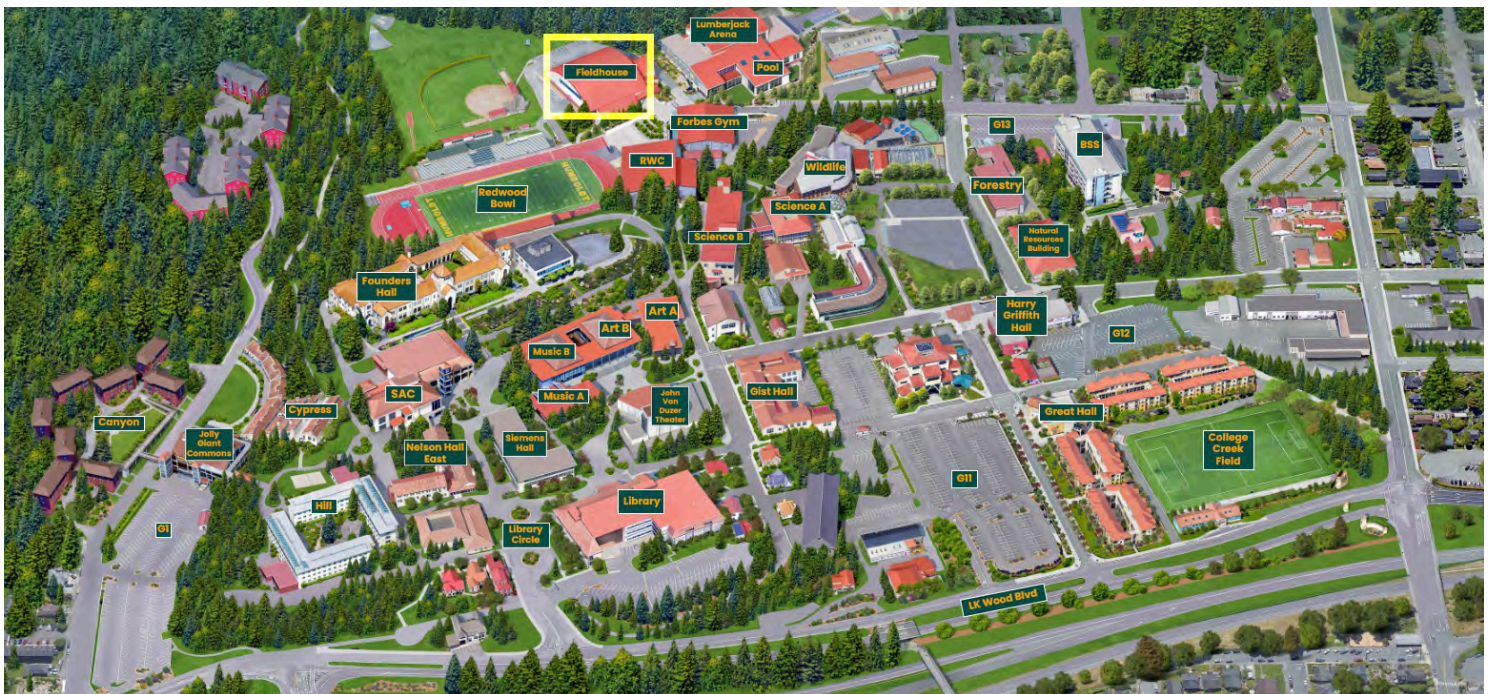 Lumberjack
Arena
Fieldhouse
Pool
Forbes Gym
G13
BSS
RWC
Wildlife
Forestry
Redwood
Bowl
HUMBOLDT
Science A
Science B
Natural
Resources
Building
Founders
Hall
Art A
Art B
Harry
Griffith
Hall
G12
Music B
Music A
SAC
John
Van
Duzer
Theater
Gist Hall
Great Hall
Cypress
Canyon
Jolly
Giant
Commons
Nelson Hall
East
Siemens
Hall
College
Creek
Field
G11
Library
Hill
G1
Library
Circle
LK Wood Blvd